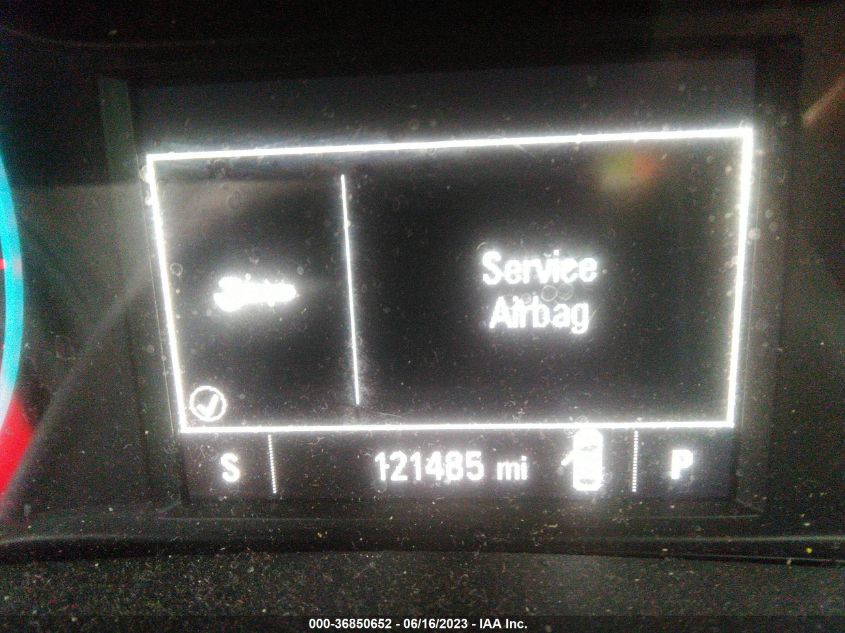 Service
Airbag
S
121485 mi
P
000-36850652 - 06/16/2023 - IAA Inc.